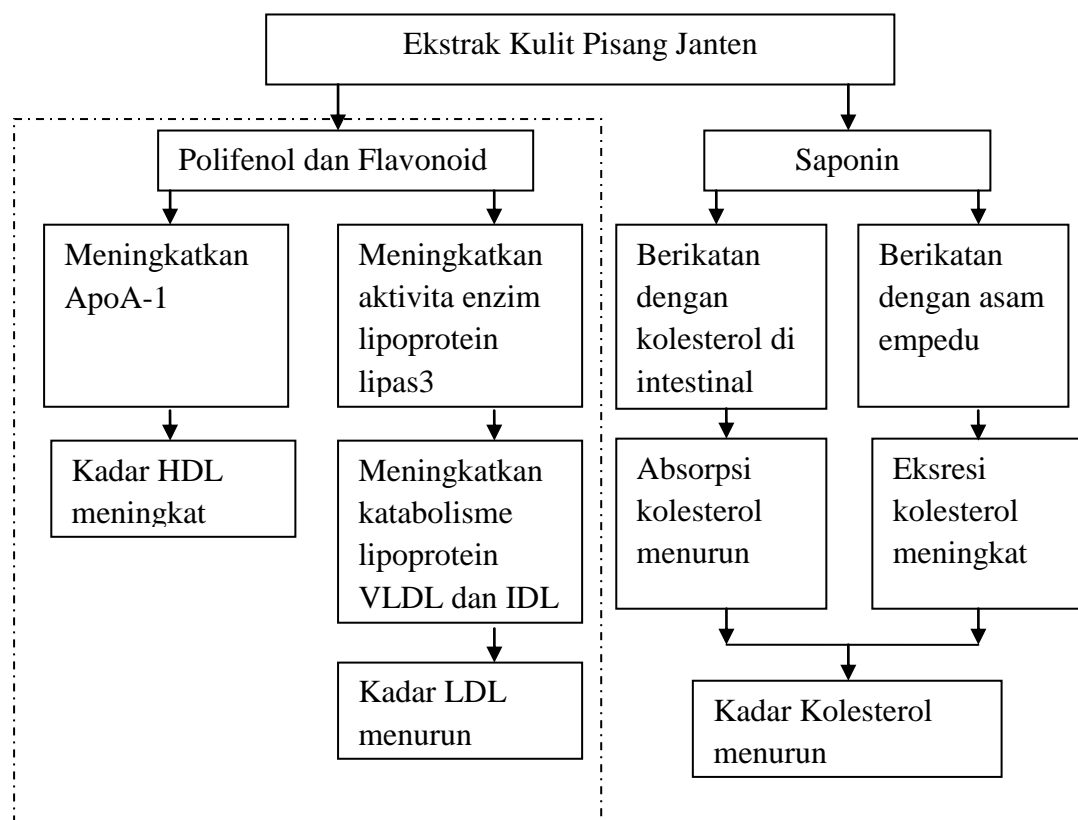 Ekstrak Kulit Pisang Janten
Polifenol dan Flavonoid
Saponin
Meningkatkan
ApoA-1
Meningkatkan
aktivita enzim
lipoprotein
lipas3
Berikatan
dengan
kolesterol di
intestinal
Berikatan
dengan asam
empedu
Kadar HDL
meningkat
Meningkatkan
katabolisme
lipoprotein
VLDL dan IDL
Absorpsi
kolesterol
menurun
Eksresi
kolesterol
meningkat
Kadar LDL
menurun
Kadar Kolesterol
menurun